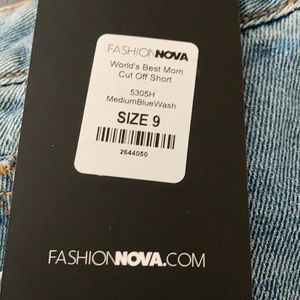 FASHIONNOVA
World's Best Mom
Cut Off Short
5305H
MediumBlueWash
SIZE 9
2644050
FASHIONNOVA.COM